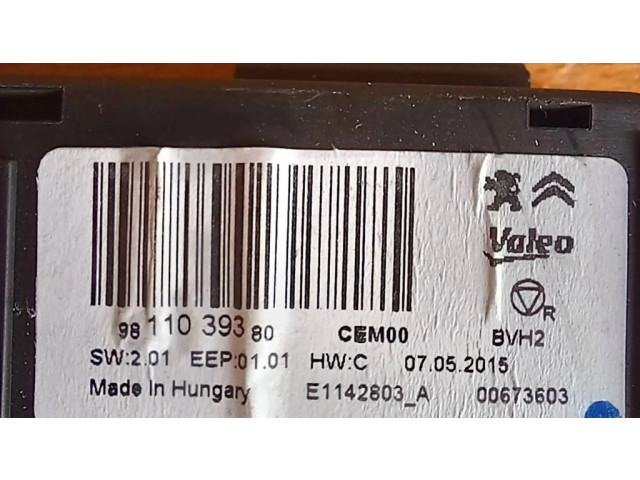 Valeo
R
98 110 393 80 CEM00 BVH2
SW:2.01 EEP:01.01 HW:C 07.05.2015
Made In Hungary E1142803_A 00673603